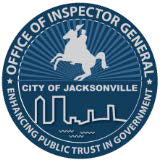 OFFICE OF INSPECTOR GENERAL
CITY OF JACKSONVILLE
ENHANCING PUBLIC TRUST IN GOVERNMENT